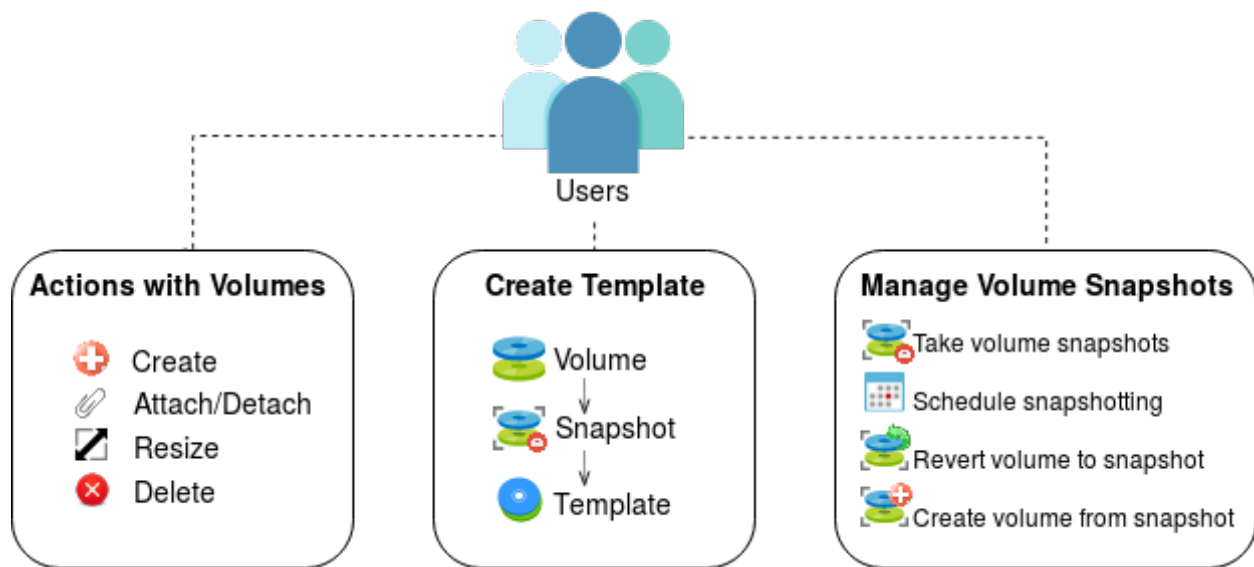 Users
Actions with Volumes
Create
Attach/Detach
Resize
Delete
Create Template
Volume
Snapshot
Template
Manage Volume Snapshots
Take volume snapshots
Schedule snapshotting
Revert volume to snapshot
Create volume from snapshot